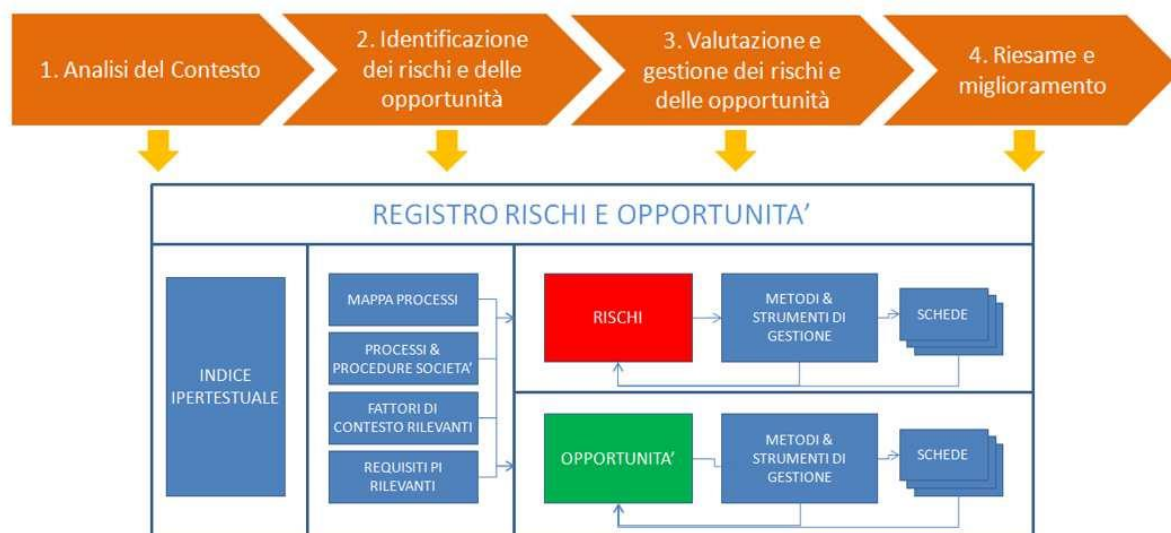 1. Analisi del Contesto
2. Identificazione
dei rischi e delle
opportunità
3. Valutazione e
gestione dei rischi e
delle opportunità
4. Riesame e
miglioramento
REGISTRO RISCHI E OPPORTUNITA’
INDICE
IPERTESTUALE
MAPPA PROCESSI
PROCESSI &
PROCEDURE SOCIETA’
FATTORI DI
CONTESTO RILEVANTI
REQUISITI PI
RILEVANTI
RISCHI
METODI &
STRUMENTI DI
GESTIONE
SCHEDE
OPPORTUNITA’
METODI &
STRUMENTI DI
GESTIONE
SCHEDE